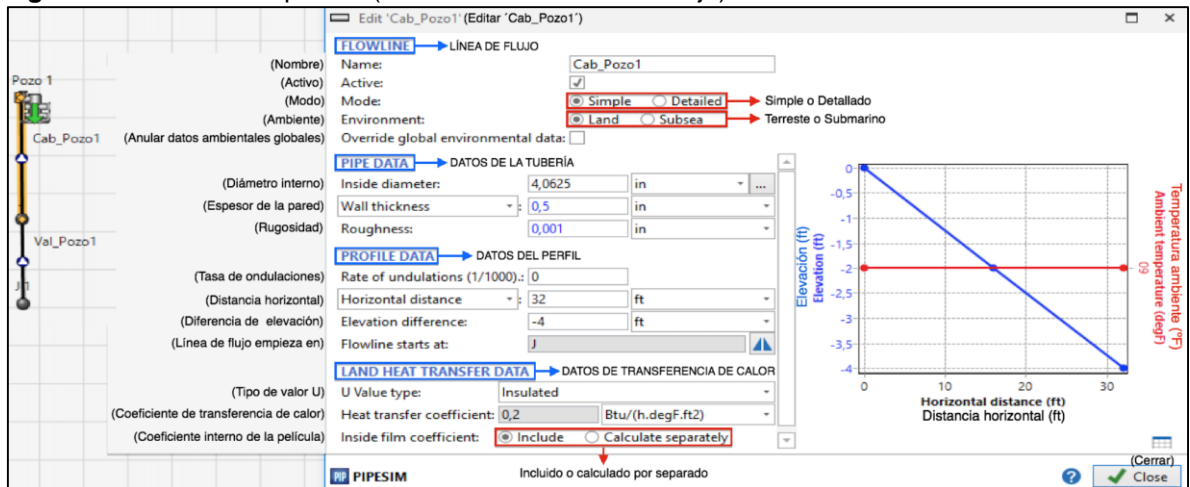 Edit 'Cab_Pozo1' (Editar ´Cab_Pozo1´)
FLOWLINE LÍNEA DE FLUJO
(Nombre) Name: Cab_Pozo1
(Activo) Active:
(Modo) Mode: Simple Detailed Simple o Detallado
(Ambiente) Environment: Land Subsea Terreste o Submarino
(Anular datos ambientales globales) Override global environmental data:
Pozo 1
Cab_Pozo1
Val_Pozo1
PIPE DATA DATOS DE LA TUBERÍA
(Diámetro interno) Inside diameter: 4,0625 in ...
(Espesor de la pared) Wall thickness : 0,5 in
(Rugosidad) Roughness: 0,001 in
PROFILE DATA DATOS DEL PERFIL
(Tasa de ondulaciones) Rate of undulations (1/1000).: 0
(Distancia horizontal) Horizontal distance : 32 ft
(Diferencia de elevación) Elevation difference: -4 ft
(Línea de flujo empieza en) Flowline starts at: J
LAND HEAT TRANSFER DATA DATOS DE TRANSFERENCIA DE CALOR
(Tipo de valor U) U Value type: Insulated
(Coeficiente de transferencia de calor) Heat transfer coefficient: 0,2 Btu/(h.degF.ft2)
(Coeficiente interno de la película) Inside film coefficient: Include Calculate separately
Incluido o calculado por separado
Elevación (ft)
Elevation (ft)
0
-0,5
-1
-1,5
-2
-2,5
-3
-3,5
-4
0 10 20 30
Horizontal distance (ft)
Distancia horizontal (ft)
60
Ambient temperature (degF)
Temperatura ambiente (ºF)
PIP PIPESIM
(Cerrar)
? Close